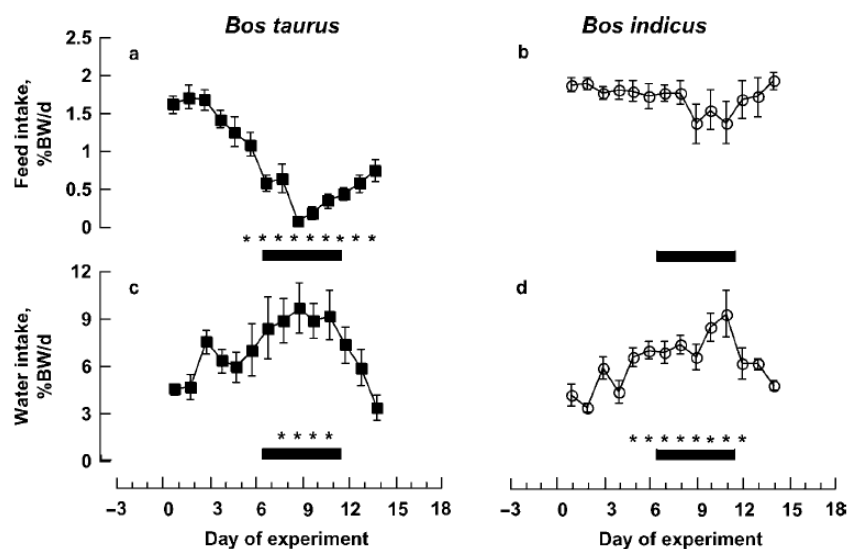 Bos taurus
Bos indicus
a
b
Feed intake,
%BW/d
2.5
2
1.5
1
0.5
0
* * * * * * * * *
c
d
Water intake,
%BW/d
12
9
6
3
0
* * * *
* * * * * * * *
−3 0 3 6 9 12 15 18
−3 0 3 6 9 12 15 18
Day of experiment
Day of experiment